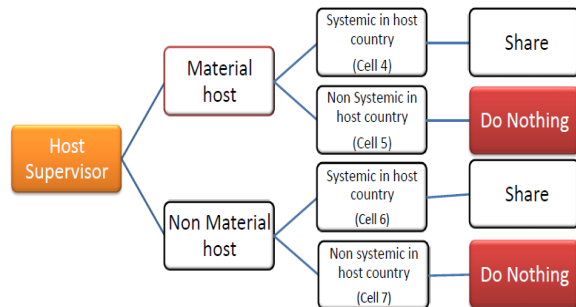 Host
Supervisor
Material
host
Non Material
host
Systemic in host
country
(Cell 4)
Non Systemic in
host country
(Cell 5)
Systemic in host
country
(Cell 6)
Non systemic in
host country
(Cell 7)
Share
Do Nothing
Share
Do Nothing